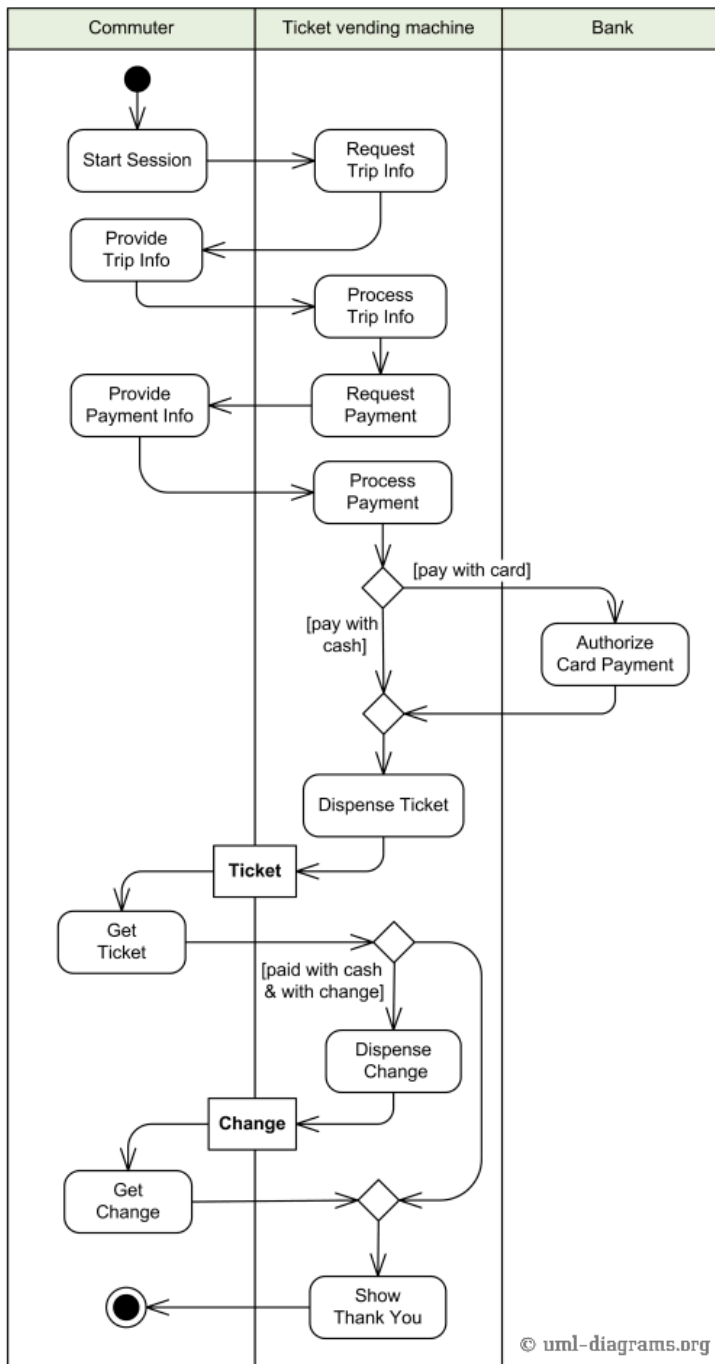 Commuter
Ticket vending machine
Bank
Start Session
Request
Trip Info
Provide
Trip Info
Process
Trip Info
Provide
Payment Info
Request
Payment
Process
Payment
[pay with card]
[pay with
cash]
Authorize
Card Payment
Dispense Ticket
Ticket
Get
Ticket
[paid with cash
& with change]
Dispense
Change
Change
Get
Change
Show
Thank You
© uml-diagrams.org